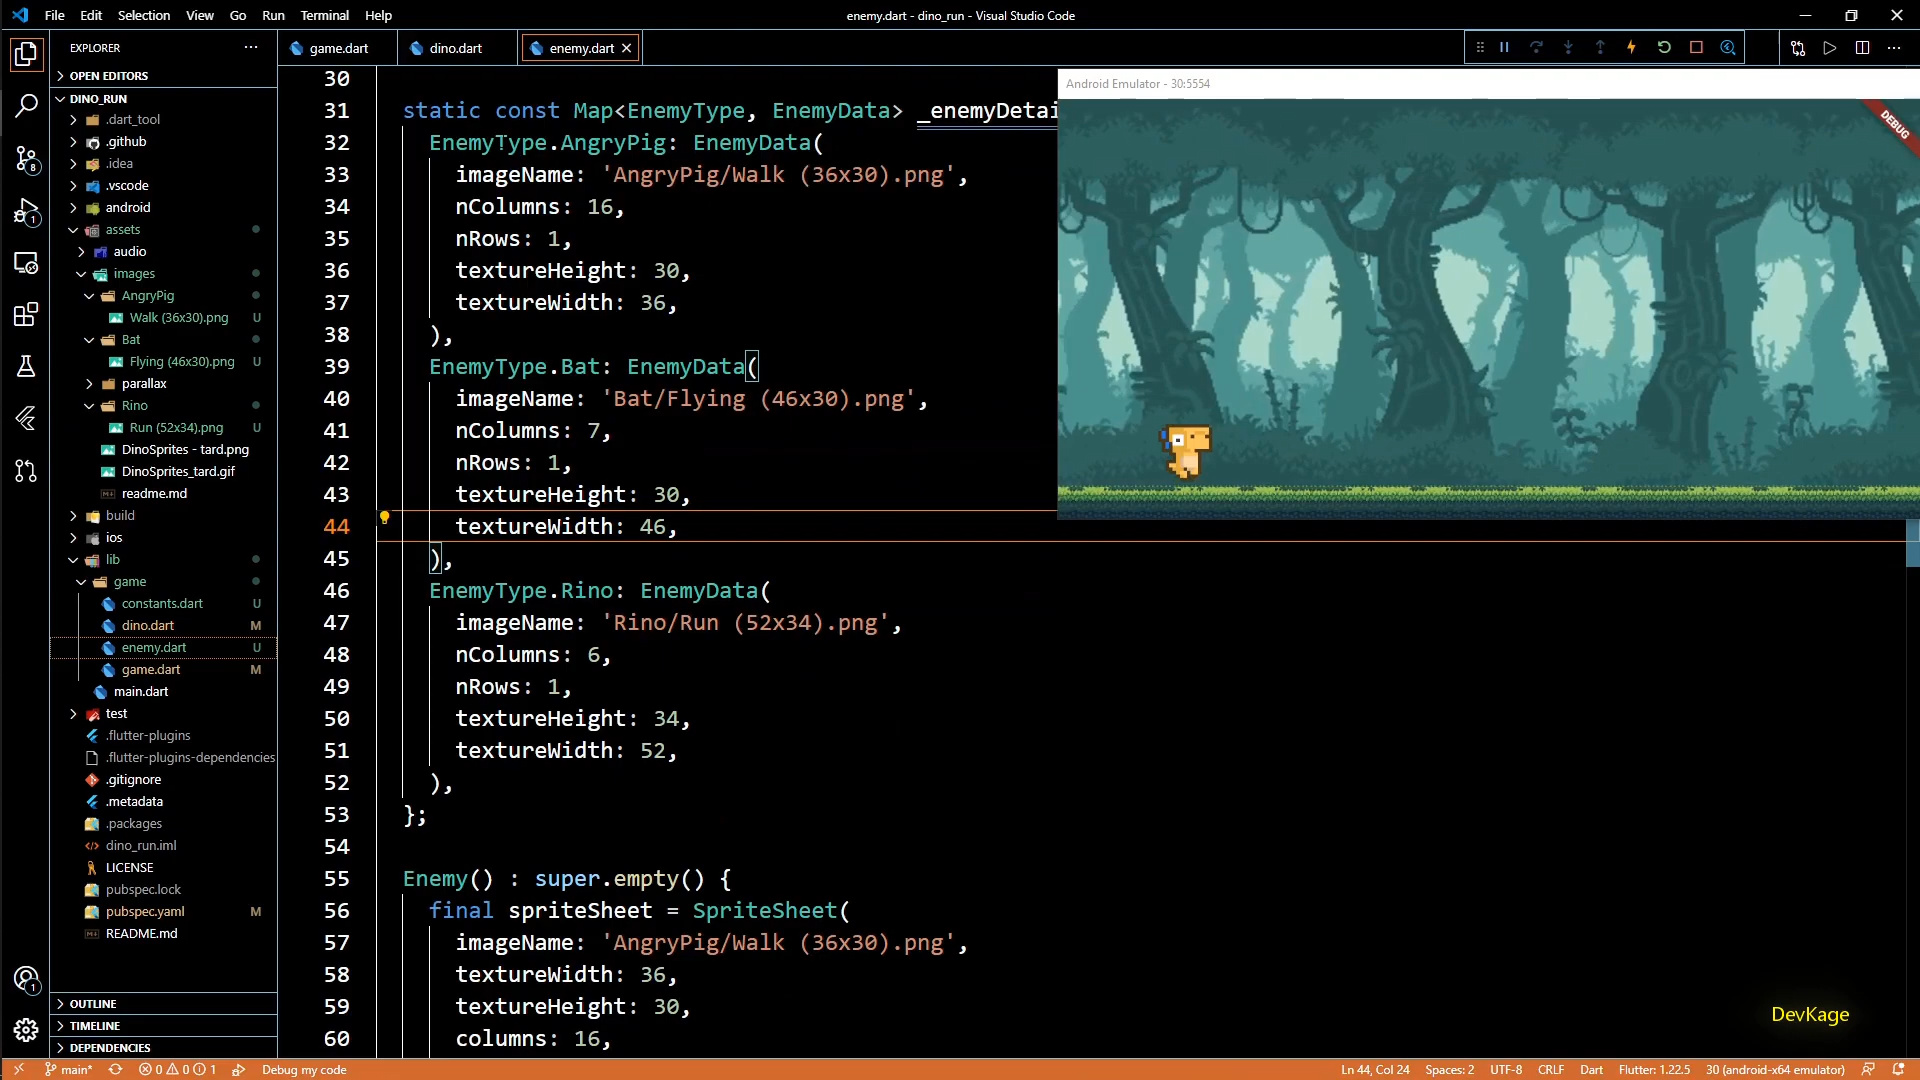 File Edit Selection View Go Run Terminal Help
enemy.dart - dino_run - Visual Studio Code
EXPLORER
game.dart
dino.dart
enemy.dart
OPEN EDITORS
DINO_RUN
.dart_tool
.github
.idea
.vscode
android
assets
audio
images
AngryPig
Walk (36x30).png U
Bat
Flying (46x30).png U
parallax
Rino
Run (52x34).png U
DinoSprites - tard.png
DinoSprites_tard.gif
readme.md
build
ios
lib
game
constants.dart U
dino.dart M
enemy.dart U
game.dart M
main.dart
test
.flutter-plugins
.flutter-plugins-dependencies
.gitignore
.metadata
.packages
dino_run.iml
LICENSE
pubspec.lock
pubspec.yaml M
README.md
OUTLINE
TIMELINE
DEPENDENCIES
8
1
1
30
31 static const Map<EnemyType, EnemyData> _enemyDetai
32 EnemyType.AngryPig: EnemyData(
33 imageName: 'AngryPig/Walk (36x30).png',
34 nColumns: 16,
35 nRows: 1,
36 textureHeight: 30,
37 textureWidth: 36,
38 ),
39 EnemyType.Bat: EnemyData(
40 imageName: 'Bat/Flying (46x30).png',
41 nColumns: 7,
42 nRows: 1,
43 textureHeight: 30,
44 textureWidth: 46,
45 ),
46 EnemyType.Rino: EnemyData(
47 imageName: 'Rino/Run (52x34).png',
48 nColumns: 6,
49 nRows: 1,
50 textureHeight: 34,
51 textureWidth: 52,
52 ),
53 };
54
55 Enemy() : super.empty() {
56 final spriteSheet = SpriteSheet(
57 imageName: 'AngryPig/Walk (36x30).png',
58 textureWidth: 36,
59 textureHeight: 30,
60 columns: 16,
Android Emulator - 30:5554
DEBUG
DevKage
main* 0 0 1 Debug my code
Ln 44, Col 24 Spaces: 2 UTF-8 CRLF Dart Flutter: 1.22.5 30 (android-x64 emulator)